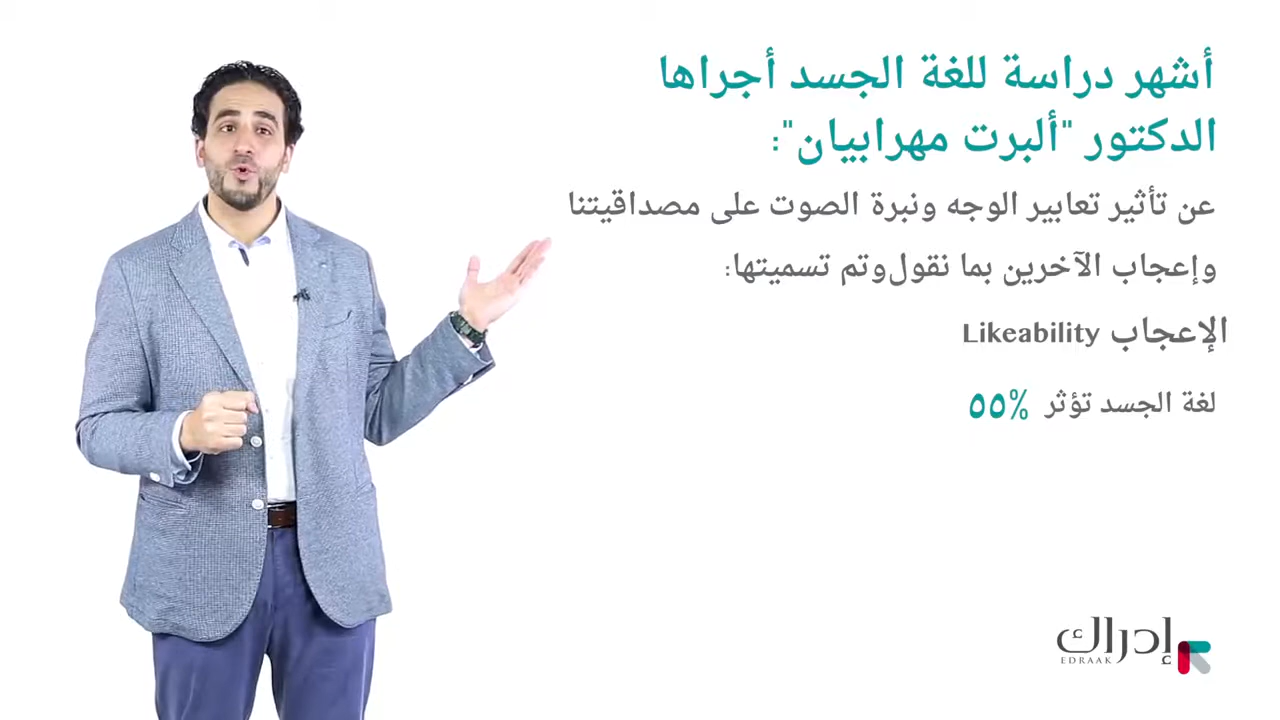 أشهر دراسة للغة الجسد أجراها
الدكتور "ألبرت مهرابيان":
عن تأثير تعابير الوجه ونبرة الصوت على مصداقيتنا
وإعجاب الآخرين بما نقول وتم تسميتها:
الإعجاب Likeability
لغة الجسد تؤثر ٥٥%
إدراك
EDRAAK